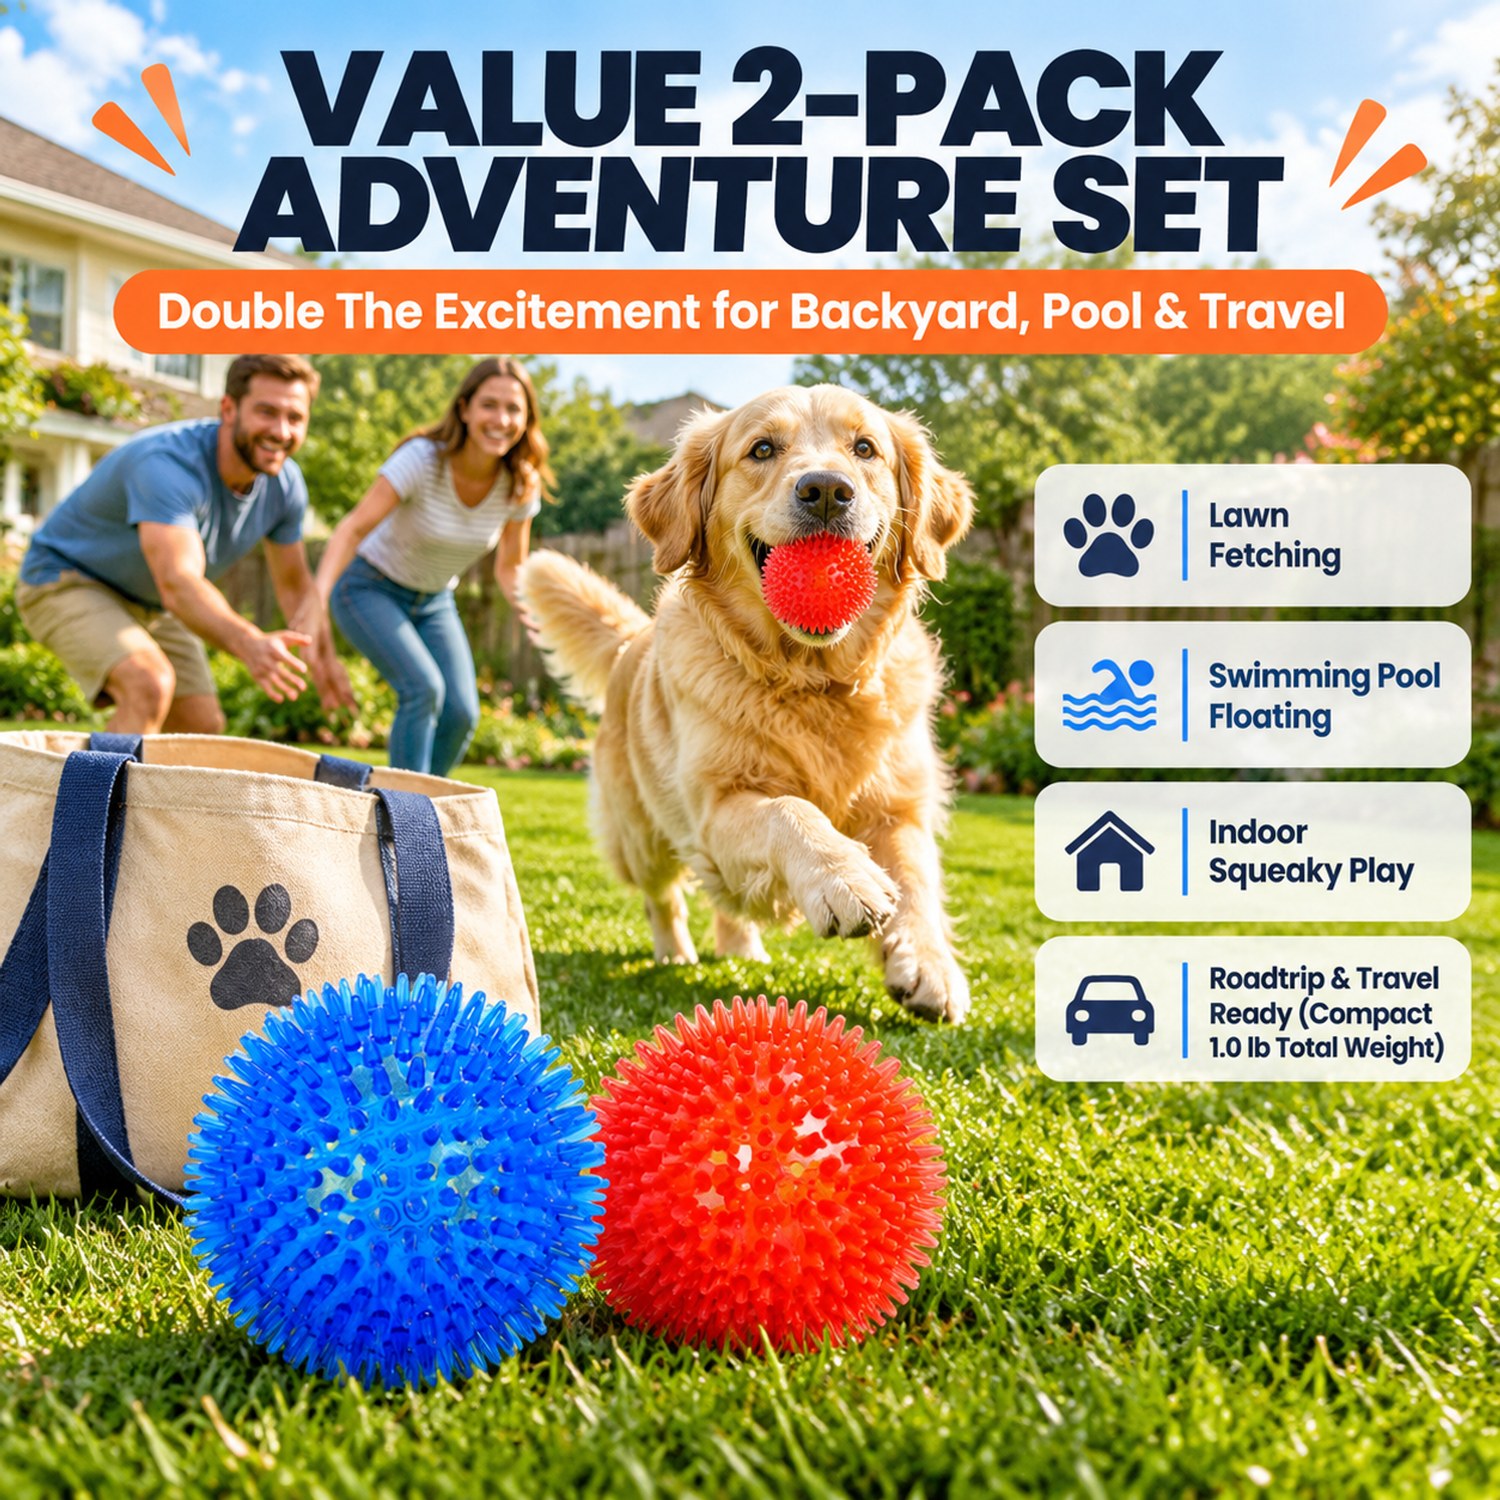 VALUE 2-PACK
ADVENTURE SET
Double The Excitement for Backyard, Pool & Travel
Lawn
Fetching
Swimming Pool
Floating
Indoor
Squeaky Play
Roadtrip & Travel
Ready (Compact
1.0 lb Total Weight)